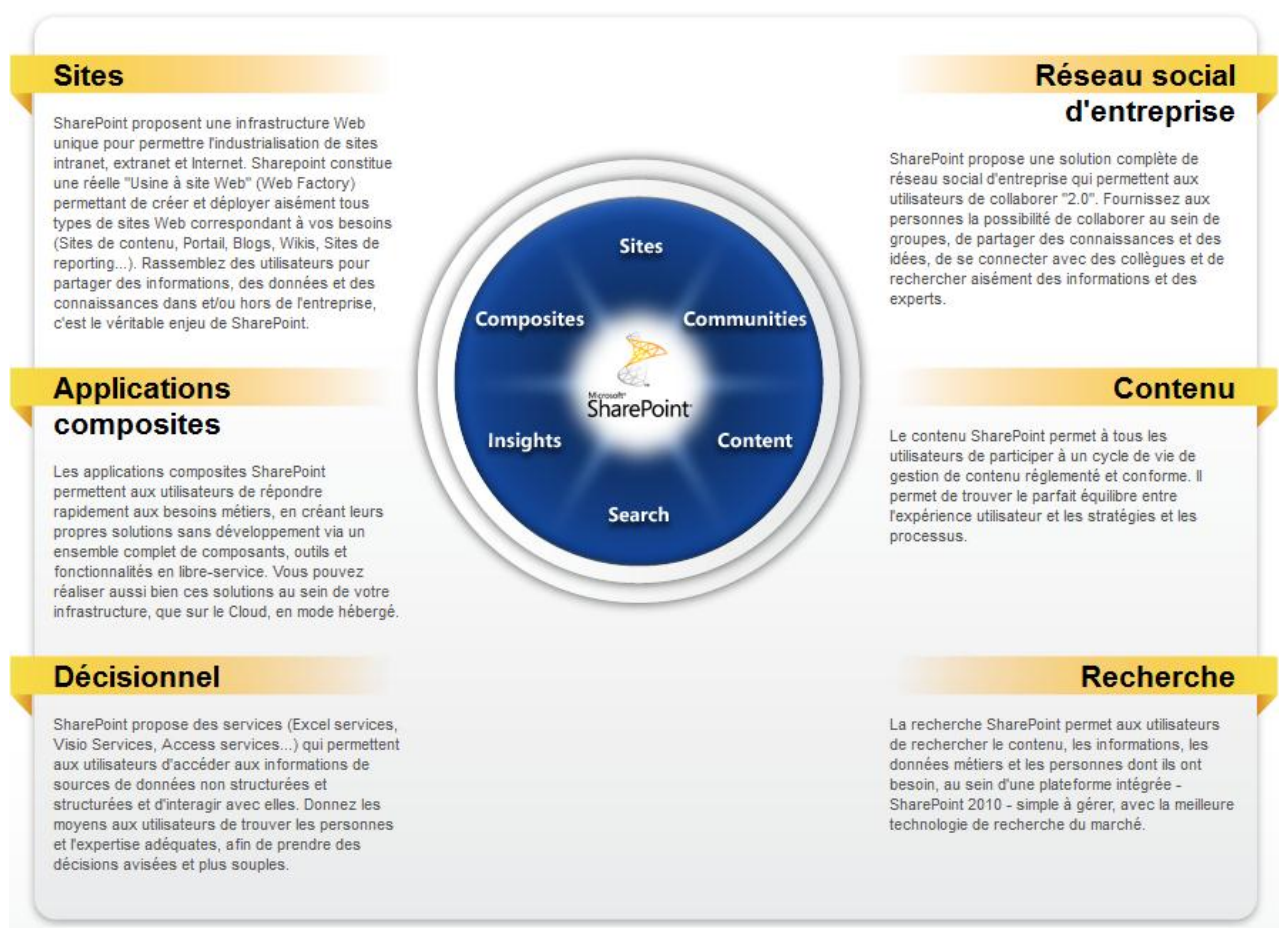 Sites
SharePoint proposent une infrastructure Web
unique pour permettre l'industrialisation de sites
intranet, extranet et Internet. Sharepoint constitue
une réelle "Usine à site Web" (Web Factory)
permettant de créer et déployer aisément tous
types de sites Web correspondant à vos besoins
(Sites de contenu, Portail, Blogs, Wikis, Sites de
reporting...). Rassemblez des utilisateurs pour
partager des informations, des données et des
connaissances dans et/ou hors de l'entreprise,
c'est le véritable enjeu de SharePoint.
Applications
composites
Les applications composites SharePoint
permettent aux utilisateurs de répondre
rapidement aux besoins métiers, en créant leurs
propres solutions sans développement via un
ensemble complet de composants, outils et
fonctionnalités en libre-service. Vous pouvez
réaliser aussi bien ces solutions au sein de votre
infrastructure, que sur le Cloud, en mode hébergé.
Décisionnel
SharePoint propose des services (Excel services,
Visio Services, Access services...) qui permettent
aux utilisateurs d'accéder aux informations de
sources de données non structurées et
structurées et d'interagir avec elles. Donnez les
moyens aux utilisateurs de trouver les personnes
et l'expertise adéquates, afin de prendre des
décisions avisées et plus souples.
Sites
Composites
Communities
Microsoft
SharePoint
Insights
Content
Search
Réseau social
d'entreprise
SharePoint propose une solution complète de
réseau social d'entreprise qui permettent aux
utilisateurs de collaborer "2.0". Fournissez aux
personnes la possibilité de collaborer au sein de
groupes, de partager des connaissances et des
idées, de se connecter avec des collègues et de
rechercher aisément des informations et des
experts.
Contenu
Le contenu SharePoint permet à tous les
utilisateurs de participer à un cycle de vie de
gestion de contenu réglementé et conforme. Il
permet de trouver le parfait équilibre entre
l'expérience utilisateur et les stratégies et les
processus.
Recherche
La recherche SharePoint permet aux utilisateurs
de rechercher le contenu, les informations, les
données métiers et les personnes dont ils ont
besoin, au sein d'une plateforme intégrée -
SharePoint 2010 - simple à gérer, avec la meilleure
technologie de recherche du marché.